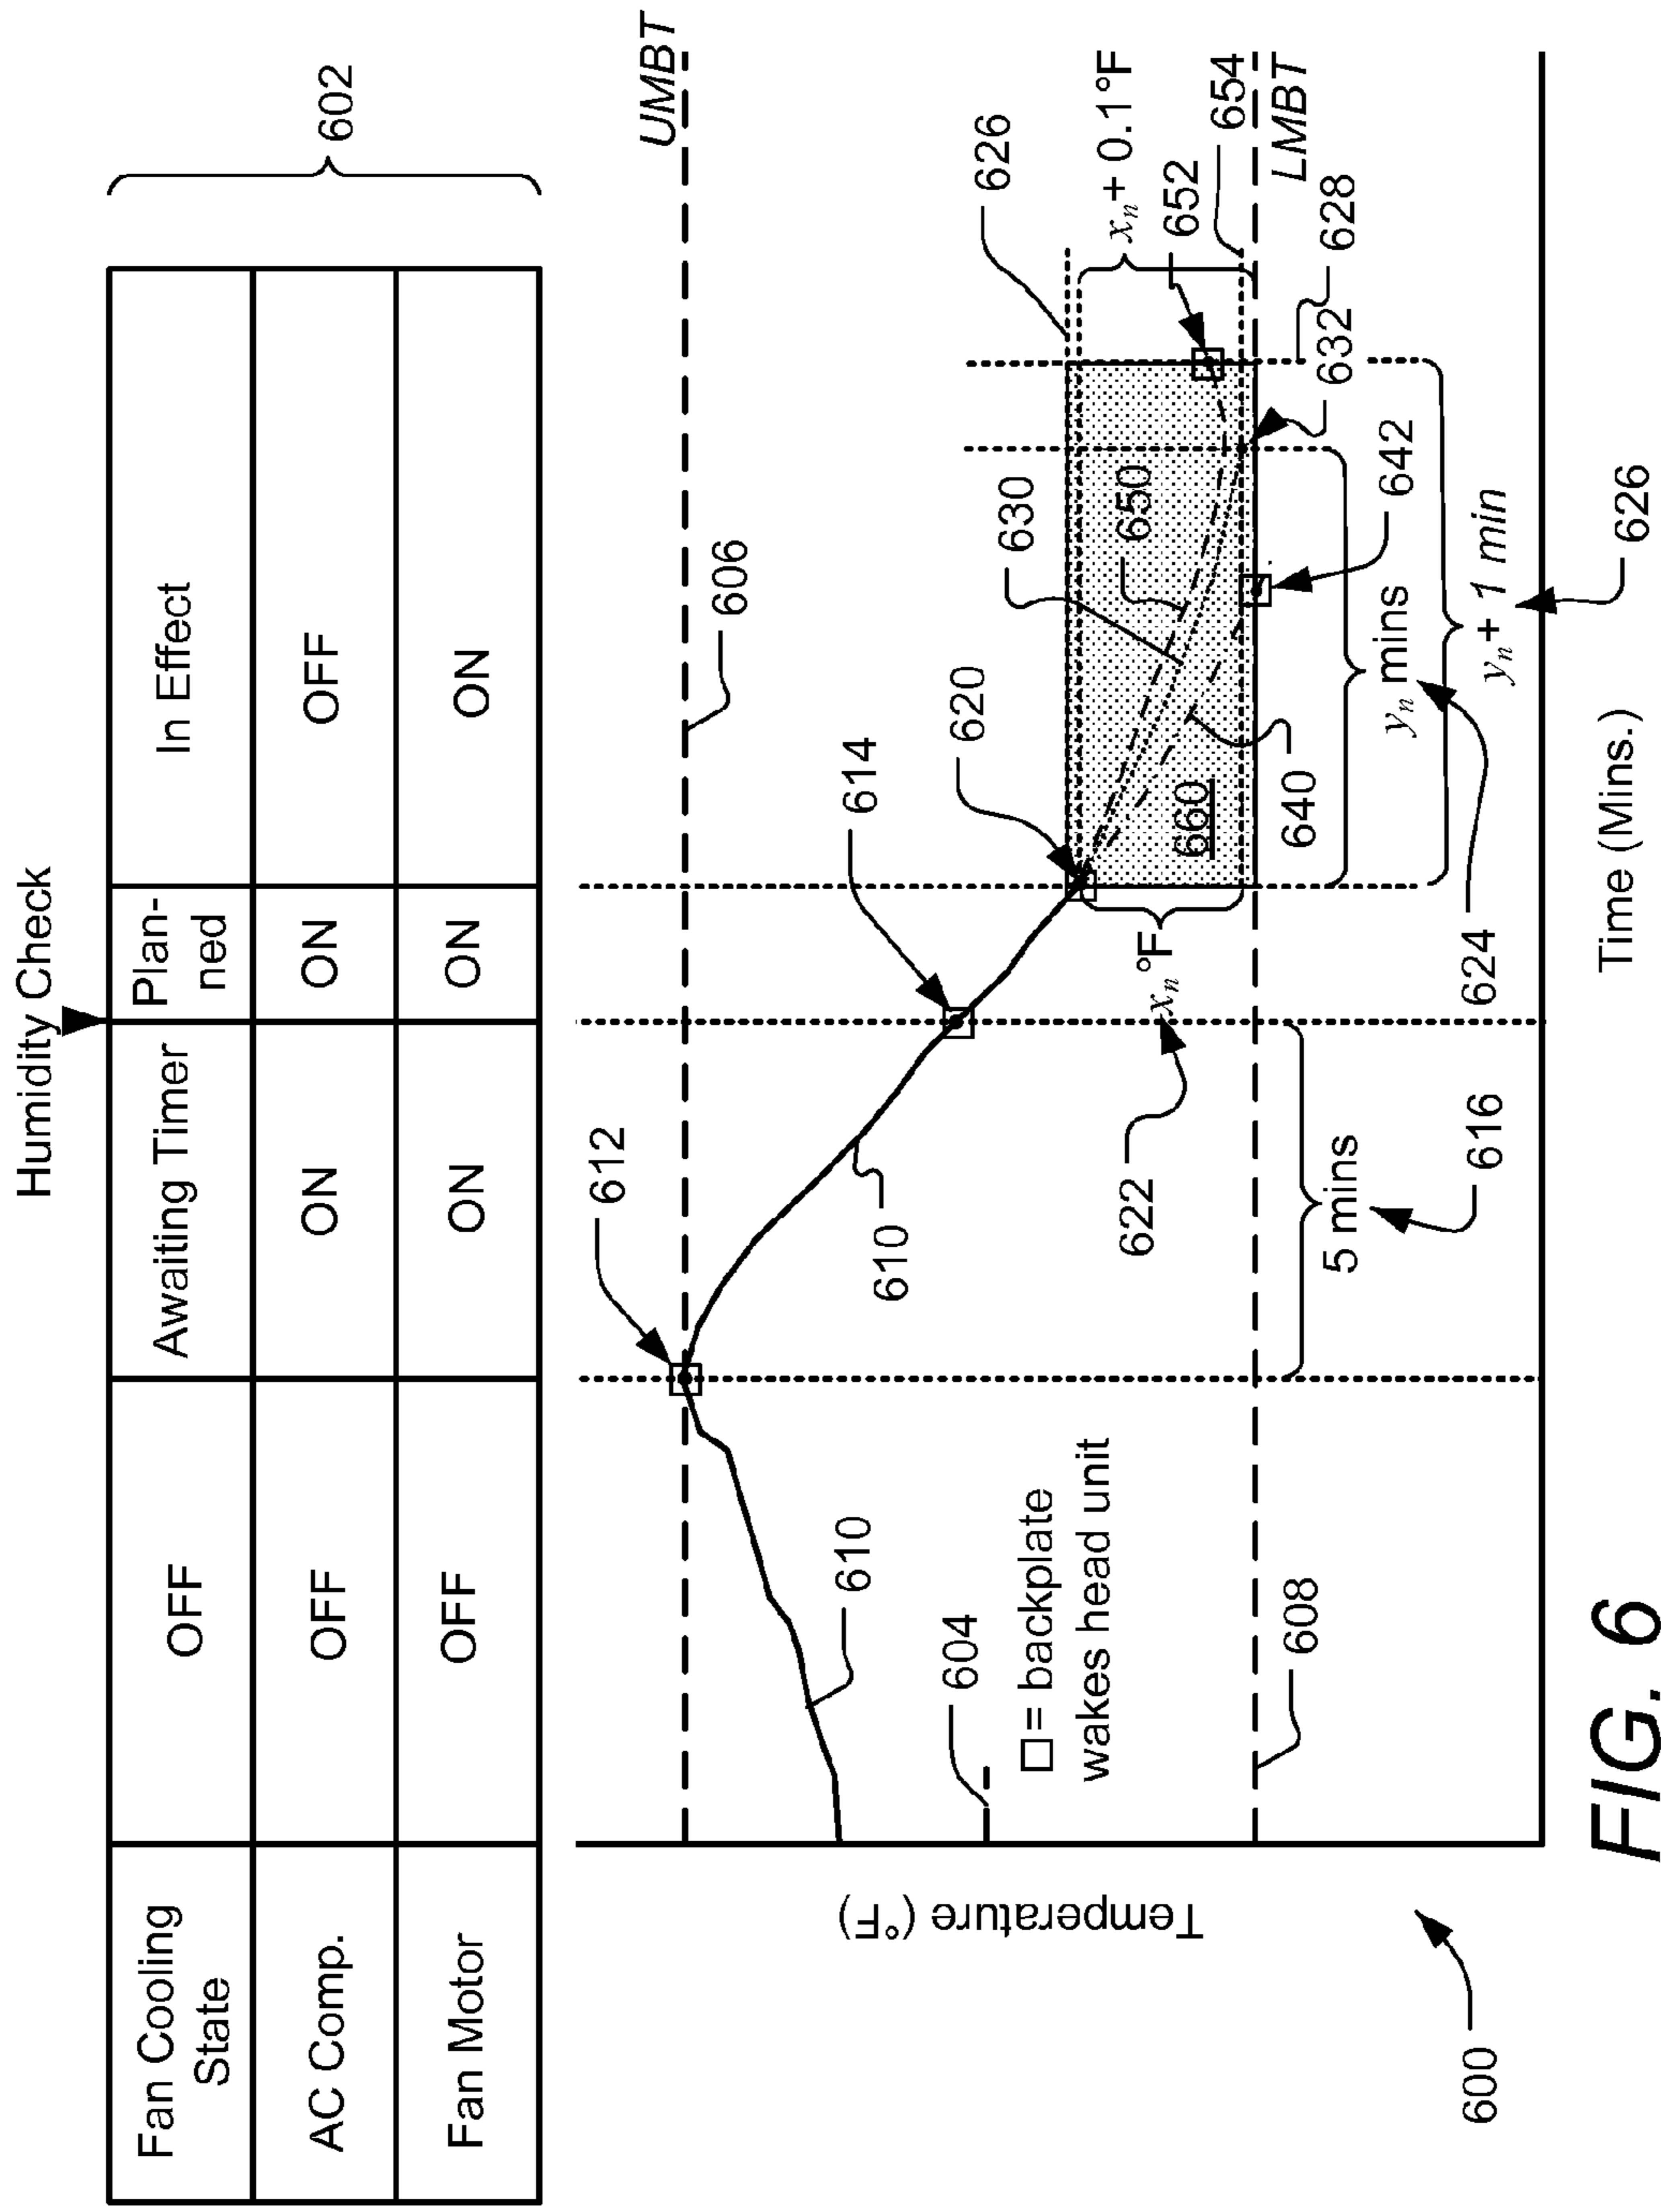 Humidity Check
Fan Cooling
State
OFF
Awaiting Timer
Plan-
ned
In Effect
AC Comp.
OFF
ON
ON
OFF
Fan Motor
OFF
ON
ON
ON
602
UMBT
612
606
614
620
626
610
610
630
650
xₙ + 0.1°F
652
654
660
xₙ °F
622
640
604
□ = backplate
wakes head unit
608
LMBT
628
632
642
5 mins
616
yₙ mins
624
yₙ + 1 min
626
Temperature (°F)
Time (Mins.)
600
FIG. 6